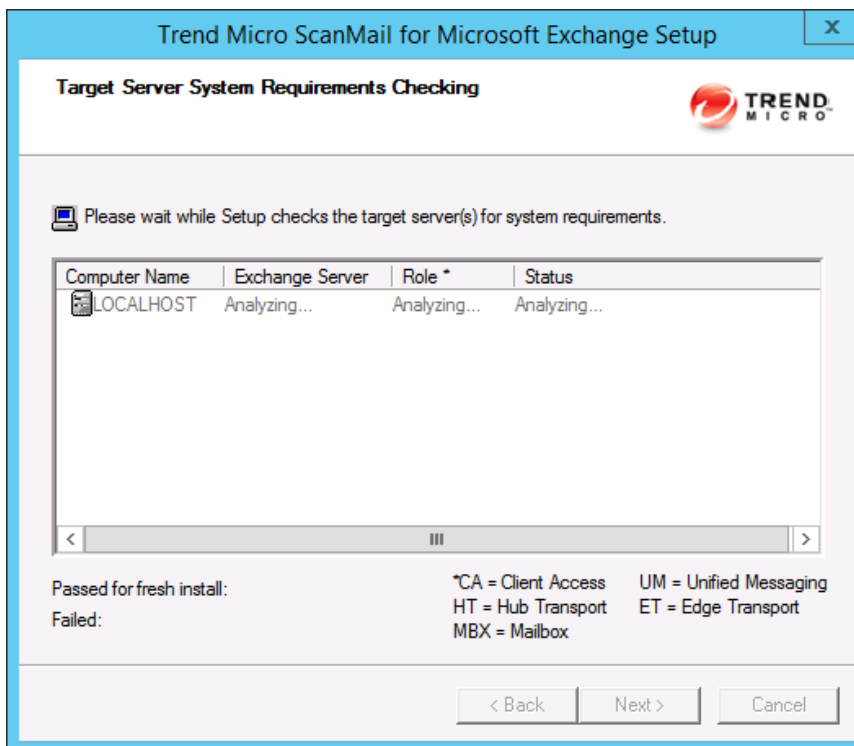 Trend Micro ScanMail for Microsoft Exchange Setup
x
Target Server System Requirements Checking
TREND
MICRO
Please wait while Setup checks the target server(s) for system requirements.
Computer Name Exchange Server Role * Status
LOCALHOST Analyzing... Analyzing... Analyzing...
Passed for fresh install:
Failed:
*CA = Client Access UM = Unified Messaging
HT = Hub Transport ET = Edge Transport
MBX = Mailbox
< Back Next > Cancel